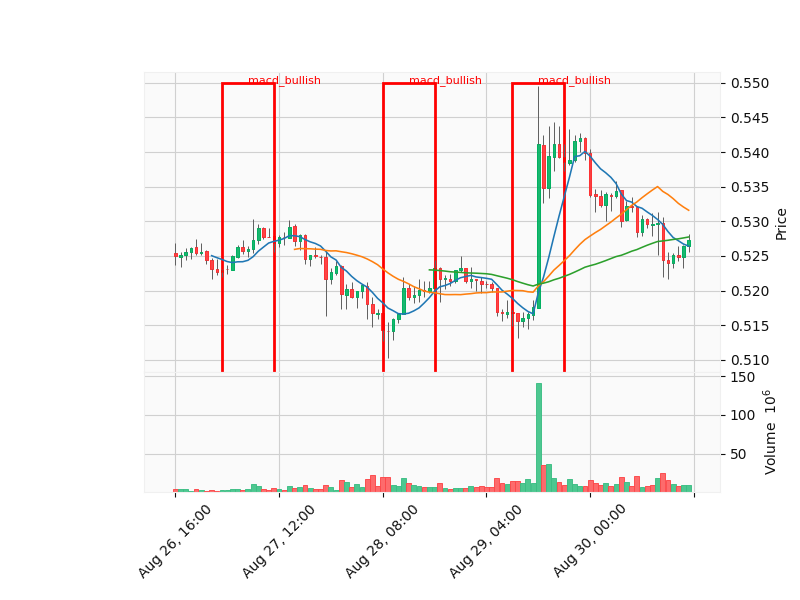 macd_bullish macd_bullish macd_bullish
0.550
0.545
0.540
0.535
0.530
0.525
0.520
0.515
0.510
Price
150
100
50
Volume 10^6
Aug 26, 16:00
Aug 27, 12:00
Aug 28, 08:00
Aug 29, 04:00
Aug 30, 00:00